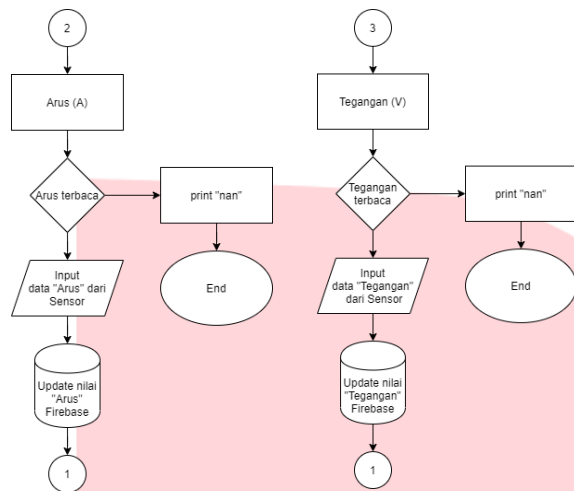 2
Arus (A)
Arus terbaca
print "nan"
Input
data "Arus" dari
Sensor
End
Update nilai
"Arus"
Firebase
1
3
Tegangan (V)
Tegangan
terbaca
print "nan"
Input
data "Tegangan"
dari Sensor
End
Update nilai
"Tegangan"
Firebase
1